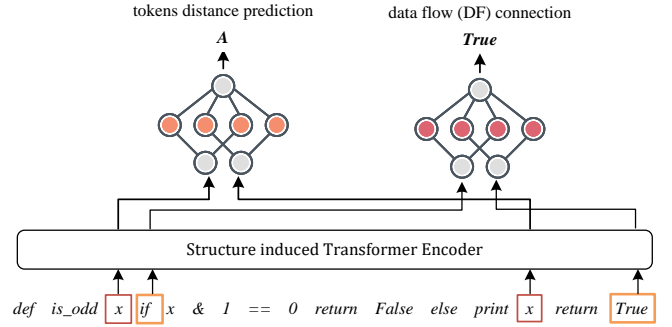 tokens distance prediction
data flow (DF) connection
A
True
Structure induced Transformer Encoder
def is_odd x if x & 1 == 0 return False else print x return True